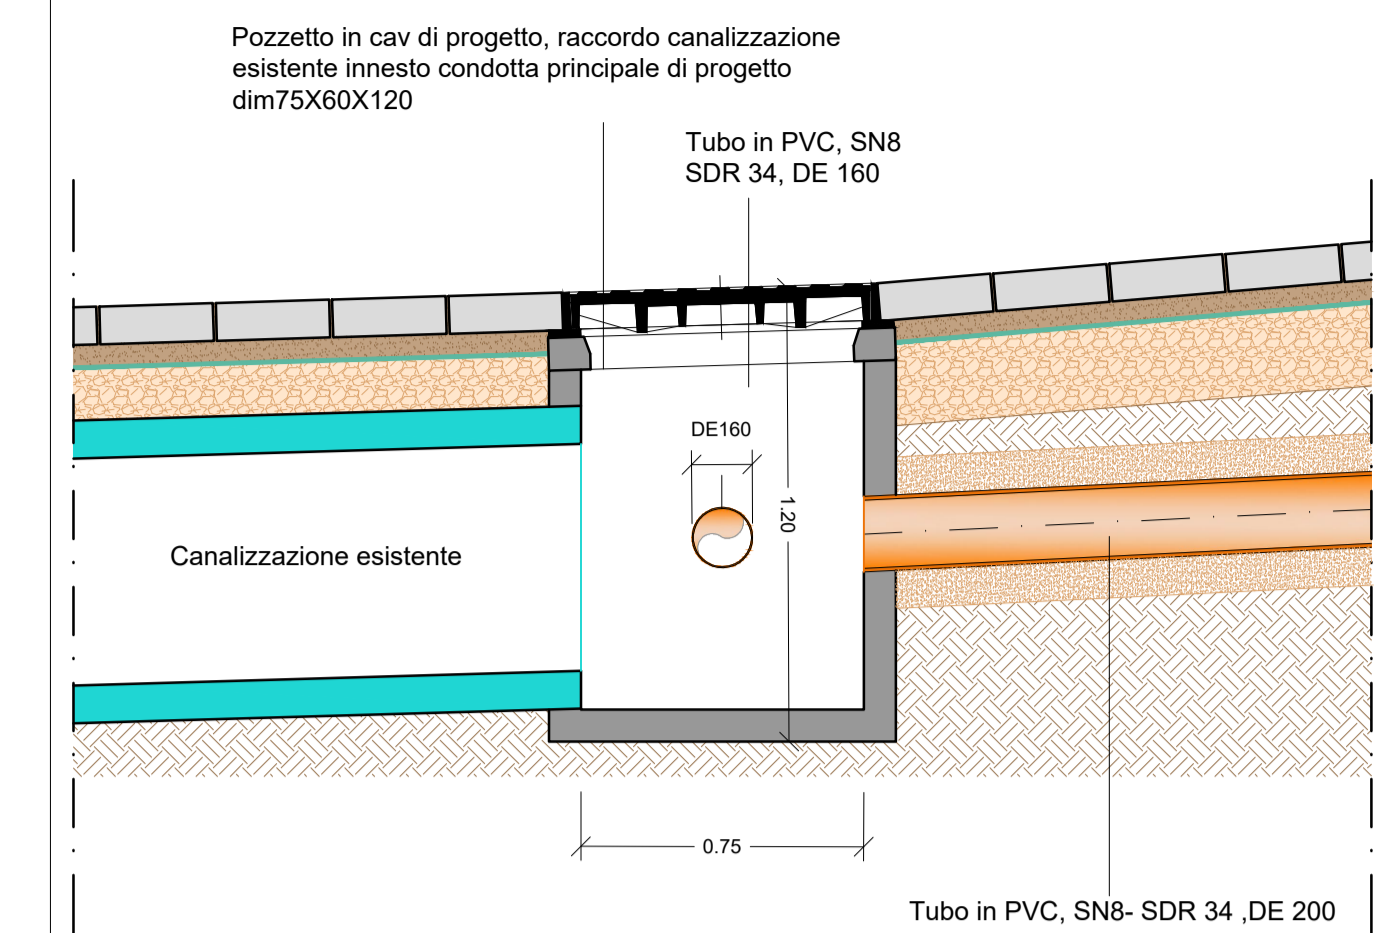 Pozzetto in cav di progetto, raccordo canalizzazione
esistente innesto condotta principale di progetto
dim75X60X120
Tubo in PVC, SN8
SDR 34, DE 160
DE160
1.20
Canalizzazione esistente
0.75
Tubo in PVC, SN8- SDR 34 ,DE 200